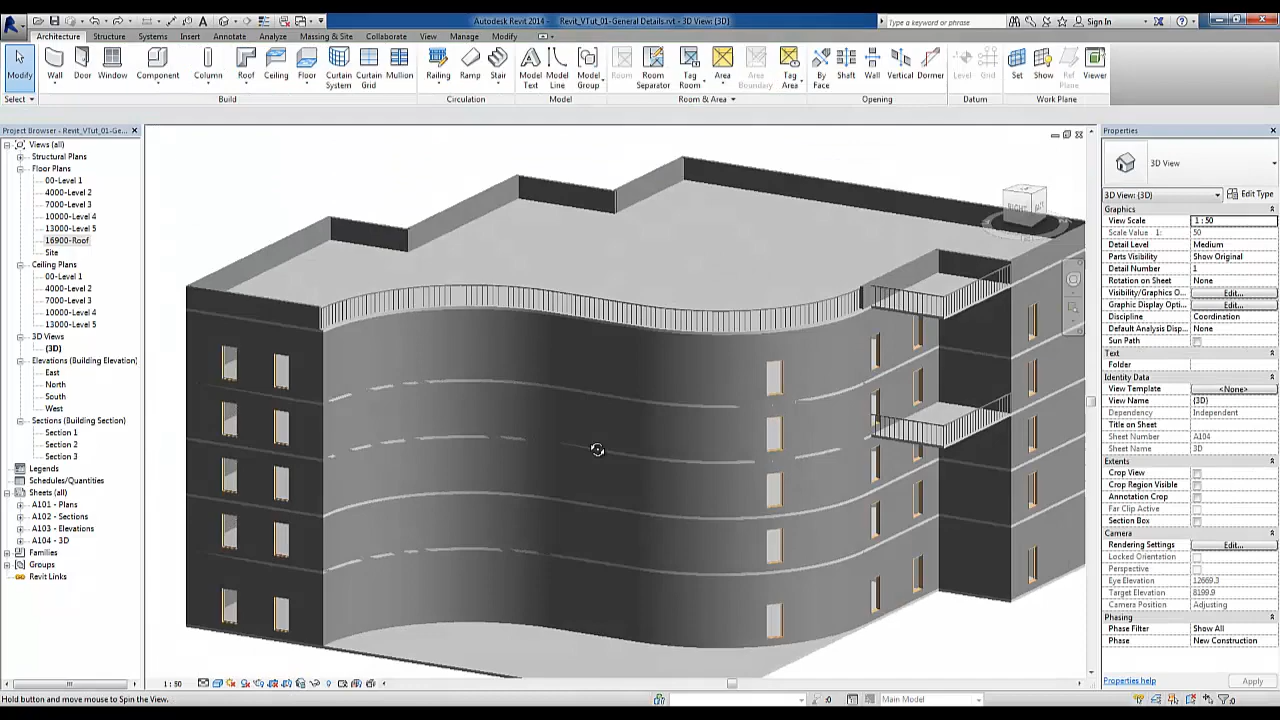 Autodesk Revit 2014 - Revit_VTut_01-General Details.rvt - 3D View: {3D}
Type a keyword or phrase
Sign In
Architecture Structure Systems Insert Annotate Analyze Massing & Site Collaborate View Manage Modify
Modify Wall Door Window Component Column Roof Ceiling Floor Curtain System Curtain Grid Mullion Railing Ramp Stair Model Text Model Line Model Group Room Room Separator Tag Room Area Area Boundary Tag Area By Face Shaft Wall Vertical Dormer Level Grid Set Show Ref Plane Viewer
Select Build Circulation Model Room & Area Opening Datum Work Plane
Project Browser - Revit_VTut_01-Ge...
Views (all)
Structural Plans
Floor Plans
00-Level 1
4000-Level 2
7000-Level 3
10000-Level 4
13000-Level 5
16900-Roof
Site
Ceiling Plans
00-Level 1
4000-Level 2
7000-Level 3
10000-Level 4
13000-Level 5
3D Views
{3D}
Elevations (Building Elevation)
East
North
South
West
Sections (Building Section)
Section 1
Section 2
Section 3
Legends
Schedules/Quantities
Sheets (all)
A101 - Plans
A102 - Sections
A103 - Elevations
A104 - 3D
Families
Groups
Revit Links
RIGHT
Properties
3D View
3D View: {3D} Edit Type
Graphics
View Scale 1 : 50
Scale Value 1: 50
Detail Level Medium
Parts Visibility Show Original
Detail Number 1
Rotation on Sheet None
Visibility/Graphics O... Edit...
Graphic Display Opti... Edit...
Discipline Coordination
Default Analysis Disp... None
Sun Path
Text
Folder
Identity Data
View Template <None>
View Name {3D}
Dependency Independent
Title on Sheet
Sheet Number A104
Sheet Name 3D
Extents
Crop View
Crop Region Visible
Annotation Crop
Far Clip Active
Section Box
Camera
Rendering Settings Edit...
Locked Orientation
Perspective
Eye Elevation 12669.3
Target Elevation 8199.9
Camera Position Adjusting
Phasing
Phase Filter Show All
Phase New Construction
Properties help Apply
1 : 50
Hold button and move mouse to Spin the View.
:0 Main Model :0